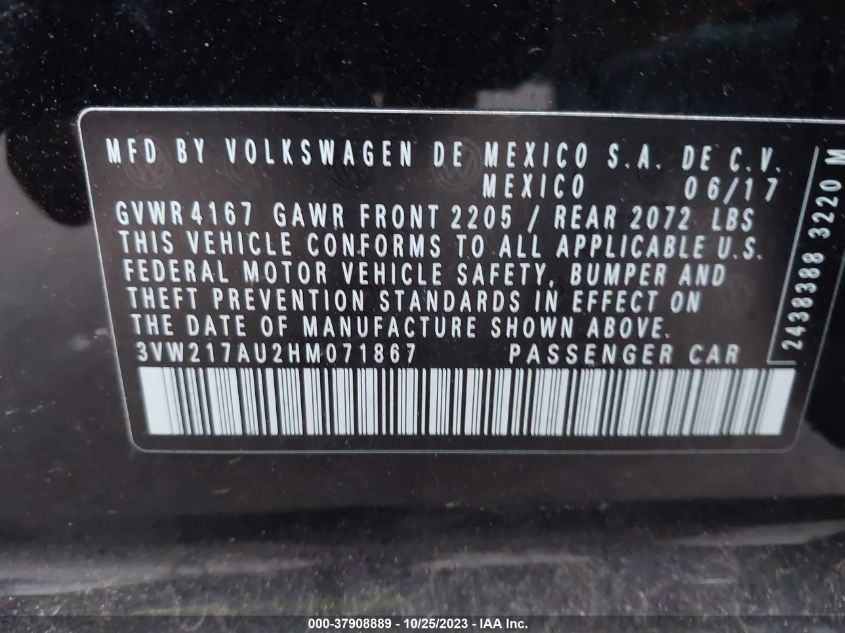 MFD BY VOLKSWAGEN DE MEXICO S.A. DE C.V.
MEXICO 06/17
GVWR 4167 GAWR FRONT 2205 / REAR 2072 LBS
THIS VEHICLE CONFORMS TO ALL APPLICABLE U.S.
FEDERAL MOTOR VEHICLE SAFETY, BUMPER AND
THEFT PREVENTION STANDARDS IN EFFECT ON
THE DATE OF MANUFACTURE SHOWN ABOVE.
3VW217AU2HM071867 PASSENGER CAR
2438388 3220 M
000-37908889 / 10/25/2023 - IAA Inc.